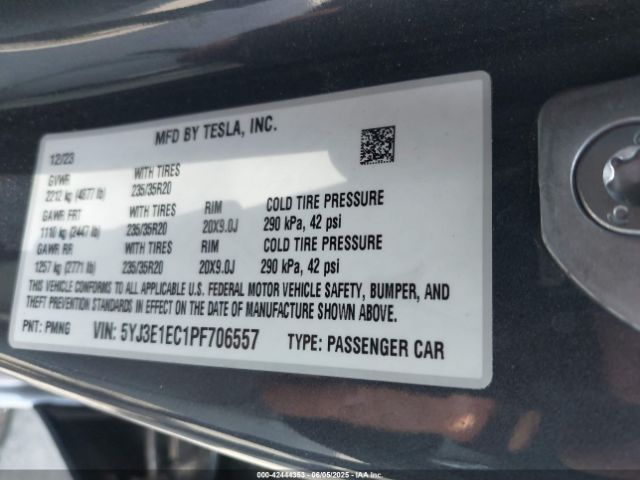 MFD BY TESLA, INC.
12/23
GVWR WITH TIRES
2212 kg (4877 lb) 235/35R20
GAWR FRT WITH TIRES RIM COLD TIRE PRESSURE
1110 kg (2447 lb) 235/35R20 20X9.0J 290 kPa, 42 psi
GAWR RR WITH TIRES RIM COLD TIRE PRESSURE
1257 kg (2771 lb) 235/35R20 20X9.0J 290 kPa, 42 psi
THIS VEHICLE CONFORMS TO ALL APPLICABLE U.S. FEDERAL MOTOR VEHICLE SAFETY, BUMPER, AND
THEFT PREVENTION STANDARDS IN EFFECT ON THE DATE OF MANUFACTURE SHOWN ABOVE.
PNT: PMNG VIN: 5YJ3E1EC1PF706557 TYPE: PASSENGER CAR
000-42444353 - 06/05/2025 - IAAI.COM